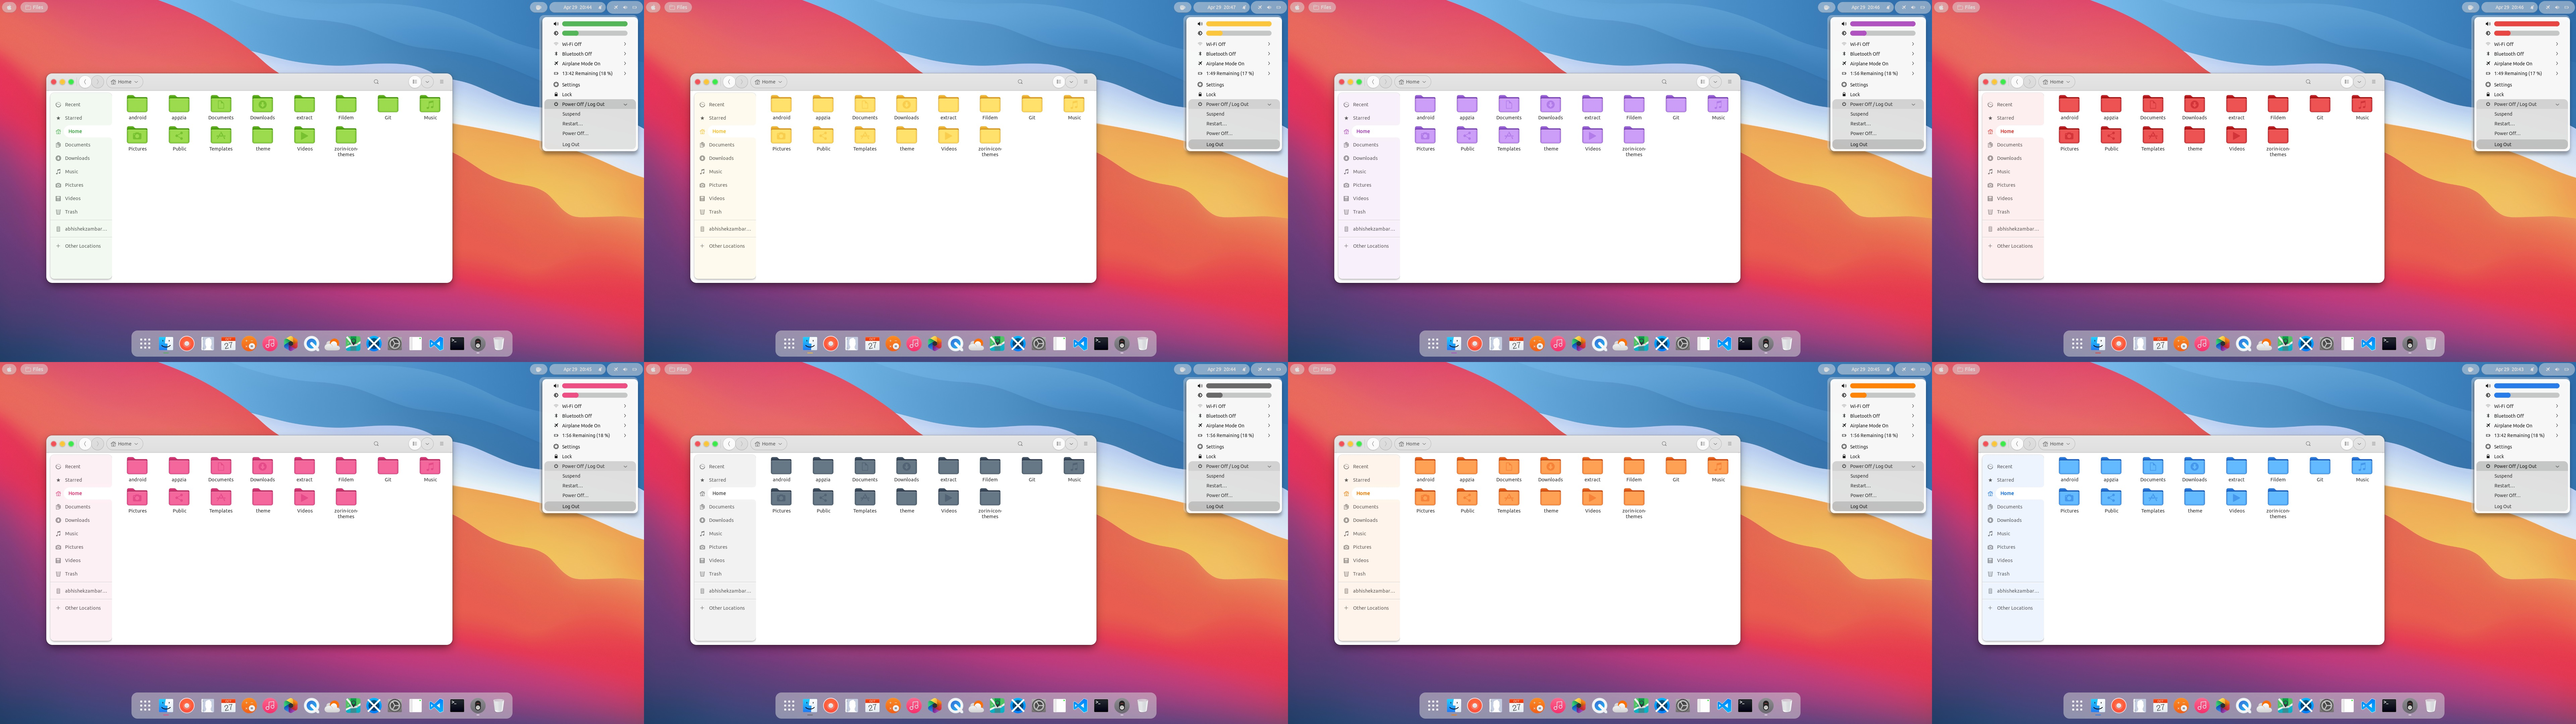 Files
Apr 29 20:44
Wi-Fi Off
Bluetooth Off
Airplane Mode On
13:42 Remaining (18 %)
Settings
Lock
Power Off / Log Out
Suspend
Restart...
Power Off...
Log Out
Home
Recent
Starred
Home
Documents
Downloads
Music
Pictures
Videos
Trash
abhishekzambar...
Other Locations
android appzia Documents Downloads extract Fildem Git Music
Pictures Public Templates theme Videos zorin-icon-
themes
27
Files
Apr 29 20:47
Wi-Fi Off
Bluetooth Off
Airplane Mode On
1:49 Remaining (17 %)
Settings
Lock
Power Off / Log Out
Suspend
Restart...
Power Off...
Log Out
Home
Recent
Starred
Home
Documents
Downloads
Music
Pictures
Videos
Trash
abhishekzambar...
Other Locations
android appzia Documents Downloads extract Fildem Git Music
Pictures Public Templates theme Videos zorin-icon-
themes
27
Files
Apr 29
Wi-Fi Off
Bluetooth Off
Airplane Mode On
1:56 Remaining (18 %)
Settings
Lock
Power Off / Log Out
Suspend
Restart...
Power Off...
Log Out
Home
Recent
Starred
Home
Documents
Downloads
Music
Pictures
Videos
Trash
abhishekzambar...
Other Locations
android appzia Documents Downloads extract Fildem Git Music
Pictures Public Templates theme Videos zorin-icon-
themes
27
Files
Apr 29
Wi-Fi Off
Bluetooth Off
Airplane Mode On
1:49 Remaining (17 %)
Settings
Lock
Power Off / Log Out
Suspend
Restart...
Power Off...
Log Out
Home
Recent
Starred
Home
Documents
Downloads
Music
Pictures
Videos
Trash
abhishekzambar...
Other Locations
android appzia Documents Downloads extract Fildem Git Music
Pictures Public Templates theme Videos zorin-icon-
themes
27
Files
Apr 29
Wi-Fi Off
Bluetooth Off
Airplane Mode On
1:56 Remaining (18 %)
Settings
Lock
Power Off / Log Out
Suspend
Restart...
Power Off...
Log Out
Home
Recent
Starred
Home
Documents
Downloads
Music
Pictures
Videos
Trash
abhishekzambar...
Other Locations
android appzia Documents Downloads extract Fildem Git Music
Pictures Public Templates theme Videos zorin-icon-
themes
27
Files
Apr 29 20:44
Wi-Fi Off
Bluetooth Off
Airplane Mode On
1:56 Remaining (18 %)
Settings
Lock
Power Off / Log Out
Suspend
Restart...
Power Off...
Log Out
Home
Recent
Starred
Home
Documents
Downloads
Music
Pictures
Videos
Trash
abhishekzambar...
Other Locations
android appzia Documents Downloads extract Fildem Git Music
Pictures Public Templates theme Videos zorin-icon-
themes
27
Files
Apr 29
Wi-Fi Off
Bluetooth Off
Airplane Mode On
1:56 Remaining (18 %)
Settings
Lock
Power Off / Log Out
Suspend
Restart...
Power Off...
Log Out
Home
Recent
Starred
Home
Documents
Downloads
Music
Pictures
Videos
Trash
abhishekzambar...
Other Locations
android appzia Documents Downloads extract Fildem Git Music
Pictures Public Templates theme Videos zorin-icon-
themes
27
Files
Apr 29
Wi-Fi Off
Bluetooth Off
Airplane Mode On
13:42 Remaining (18 %)
Settings
Lock
Power Off / Log Out
Suspend
Restart...
Power Off...
Log Out
Home
Recent
Starred
Home
Documents
Downloads
Music
Pictures
Videos
Trash
abhishekzambar...
Other Locations
android appzia Documents Downloads extract Fildem Git Music
Pictures Public Templates theme Videos zorin-icon-
themes
27